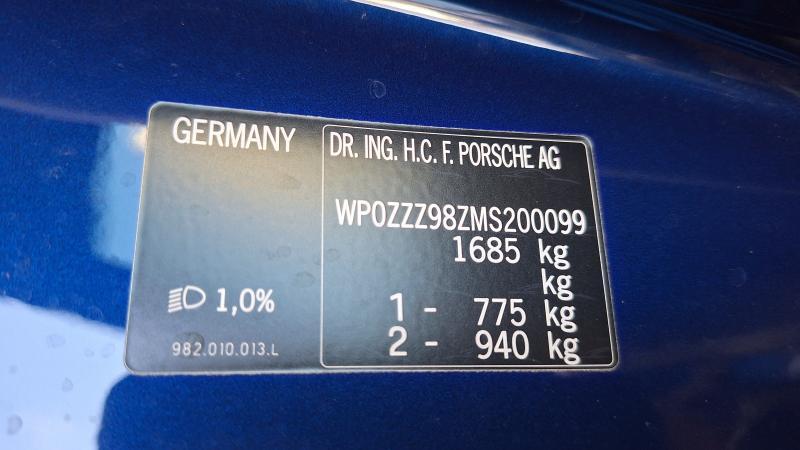 GERMANY
1,0%
982.010.013.L
DR. ING. H.C. F. PORSCHE AG
WP0ZZZ98ZMS200099
1685 kg
kg
1 - 775 kg
2 - 940 kg